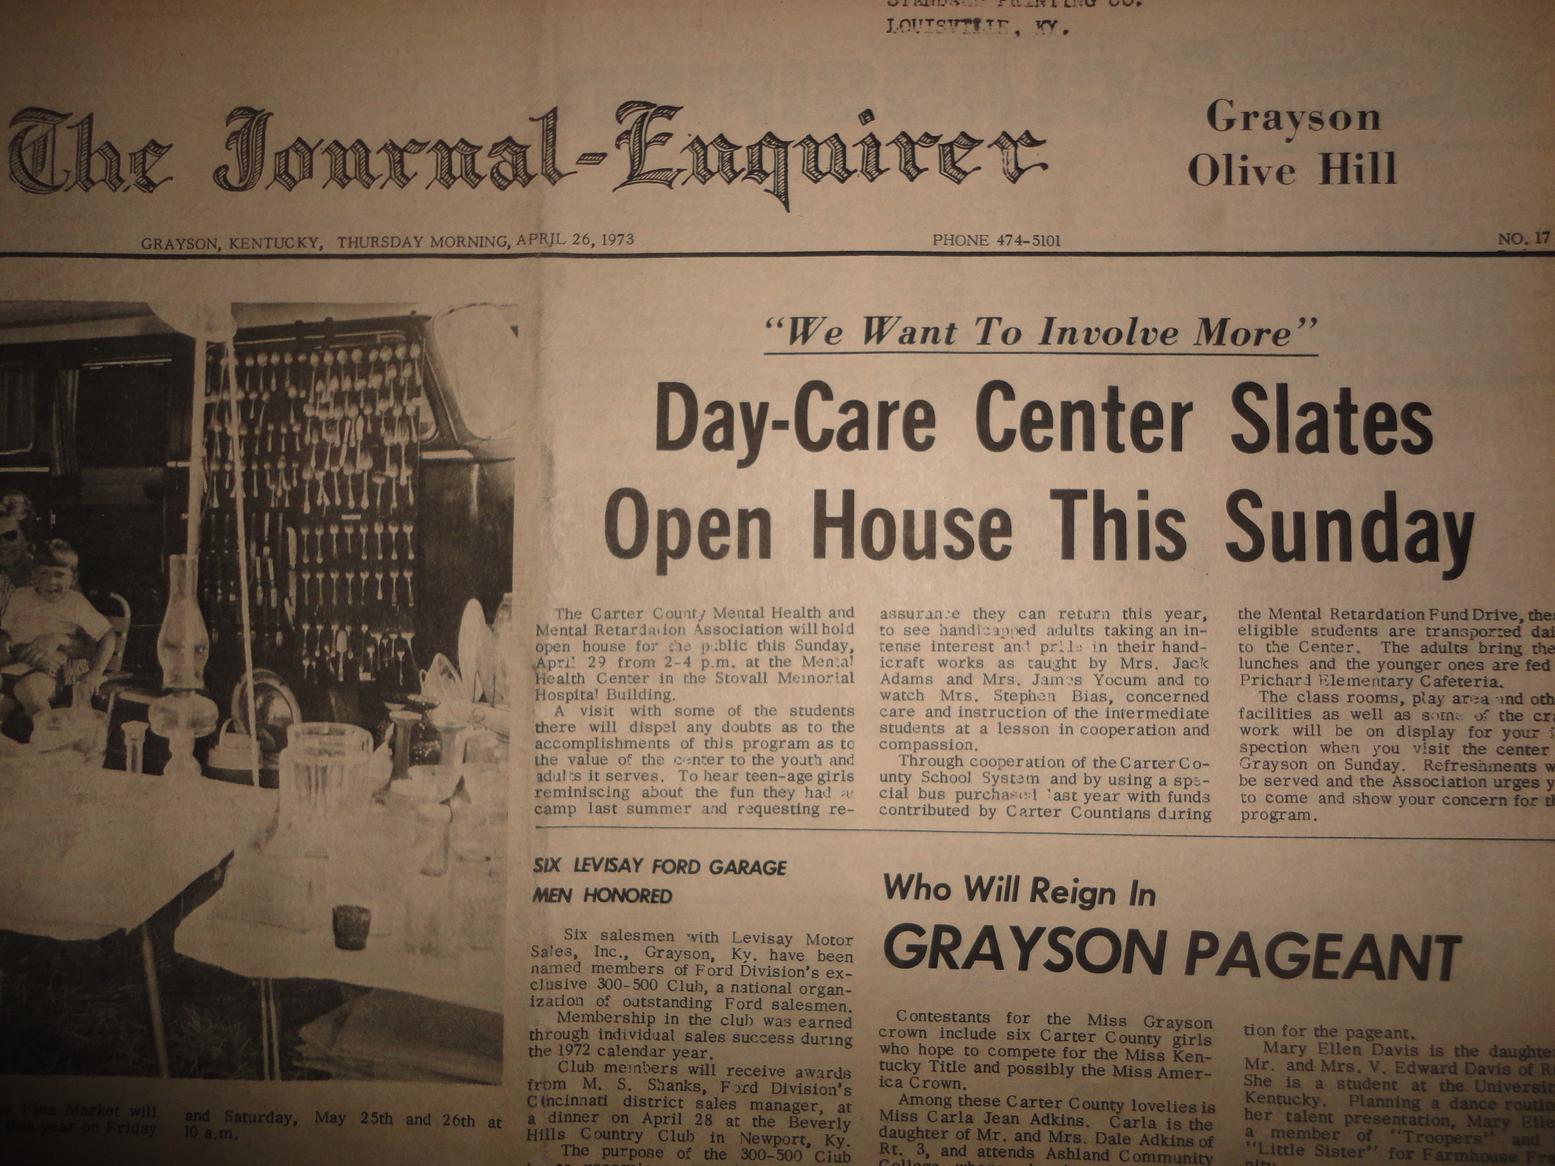 STANDARD PRINTING CO.
LOUISVILLE, KY.
The Journal-Enquirer
Grayson
Olive Hill
GRAYSON, KENTUCKY, THURSDAY MORNING, APRIL 26, 1973
PHONE 474-5101
NO. 17
"We Want To Involve More"
Day-Care Center Slates
Open House This Sunday
The Carter County Mental Health and
Mental Retardation Association will hold
open house for the public this Sunday,
April 29 from 2-4 p.m. at the Mental
Health Center in the Stovall Memorial
Hospital Building.
A visit with some of the students
there will dispel any doubts as to the
accomplishments of this program as to
the value of the center to the youth and
adults it serves. To hear teen-age girls
reminiscing about the fun they had at
camp last summer and requesting re-
assurance they can return this year,
to see handicapped adults taking an in-
tense interest and pride in their hand-
icraft works as taught by Mrs. Jack
Adams and Mrs. James Yocum and to
watch Mrs. Stephen Bias, concerned
care and instruction of the intermediate
students at a lesson in cooperation and
compassion.
Through cooperation of the Carter Co-
unty School System and by using a spe-
cial bus purchased last year with funds
contributed by Carter Countians during
the Mental Retardation Fund Drive, the
eligible students are transported dai
to the Center. The adults bring the
lunches and the younger ones are fed
Prichard Elementary Cafeteria.
The class rooms, play area and oth
facilities as well as some of the cr
work will be on display for your
spection when you visit the center
Grayson on Sunday. Refreshments w
be served and the Association urges y
to come and show your concern for th
program.
SIX LEVISAY FORD GARAGE
MEN HONORED
Six salesmen with Levisay Motor
Sales, Inc., Grayson, Ky. have been
named members of Ford Division's ex-
clusive 300-500 Club, a national organ-
ization of outstanding Ford salesmen.
Membership in the club was earned
through individual sales success during
the 1972 calendar year.
Club members will receive awards
from M. S. Shanks, Ford Division's
Cincinnati district sales manager, at
a dinner on April 28 at the Beverly
Hills Country Club in Newport, Ky.
The purpose of the 300-500 Club
Who Will Reign In
GRAYSON PAGEANT
Contestants for the Miss Grayson
crown include six Carter County girls
who hope to compete for the Miss Ken-
tucky Title and possibly the Miss Amer-
ica Crown.
Among these Carter County lovelies is
Miss Carla Jean Adkins. Carla is the
daughter of Mr. and Mrs. Dale Adkins of
Rt. 3, and attends Ashland Community
tion for the pageant.
Mary Ellen Davis is the daughte
Mr. and Mrs. V. Edward Davis of R
She is a student at the Universit
Kentucky. Planning a dance routin
her talent presentation, Mary Elle
a member of "Troopers" and
"Little Sister" for Farmhouse Fra
nity.
Flea Market will
this year on Friday
and Saturday, May 25th and 26th at
10 a.m.